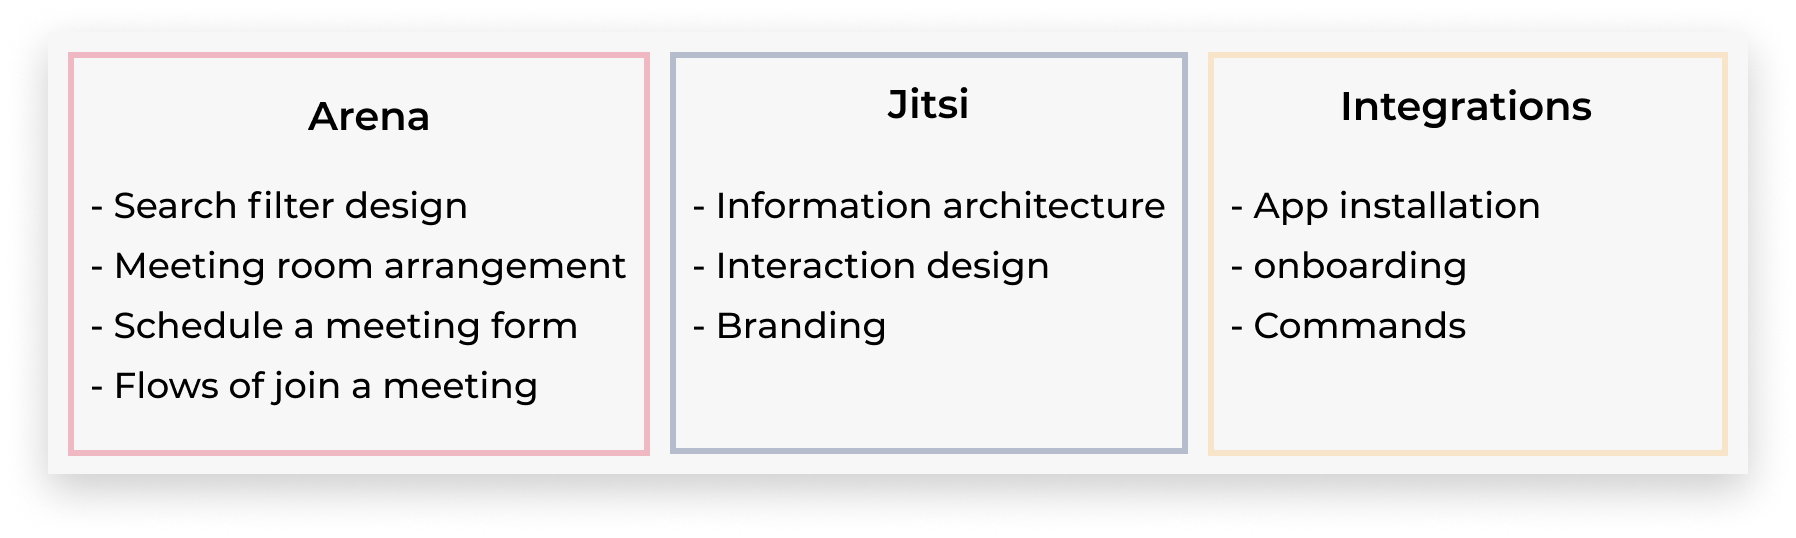 Arena
- Search filter design
- Meeting room arrangement
- Schedule a meeting form
- Flows of join a meeting
Jitsi
- Information architecture
- Interaction design
- Branding
Integrations
- App installation
- onboarding
- Commands